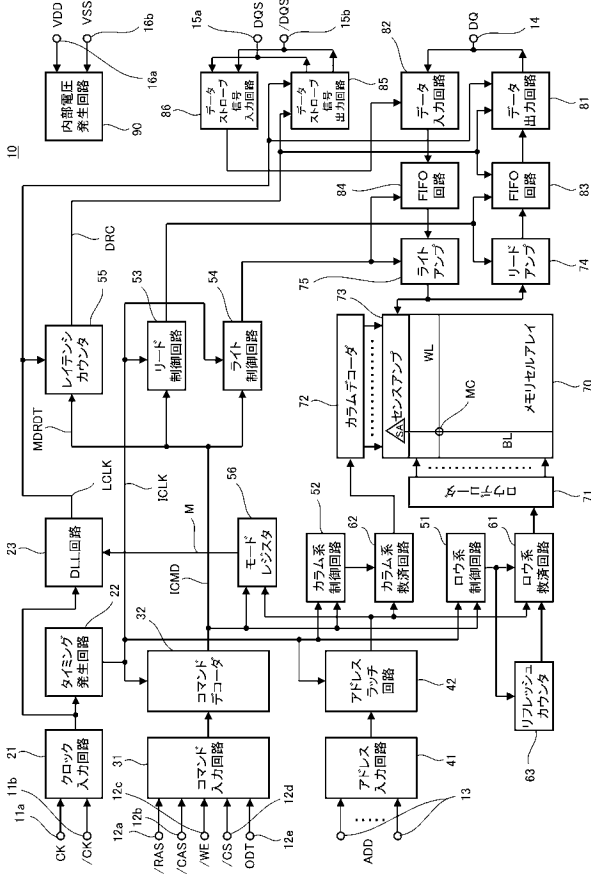 10
VDD
VSS
16a
16b
内部電圧
発生回路
90
15a
DQS
/DQS
15b
86
データ
ストローブ
信号
入力回路
データ
ストローブ
信号
出力回路
85
82
データ
入力回路
DQ
14
データ
出力回路
81
84
FIFO
回路
FIFO
回路
83
75
ライト
アンプ
リード
アンプ
74
DRC
55
レイテンシ
カウンタ
MDRDT
53
リード
制御回路
54
ライト
制御回路
72
カラムデコーダ
73
SA
センスアンプ
WL
MC
BL
メモリセルアレイ
70
ロウデコーダ
71
LCLK
ICLK
M
ICMD
23
DLL回路
22
タイミング
発生回路
56
モード
レジスタ
52
カラム系
制御回路
62
カラム系
救済回路
51
ロウ系
制御回路
61
ロウ系
救済回路
32
コマンド
デコーダ
アドレス
ラッチ
回路
42
リフレッシュ
カウンタ
63
21
クロック
入力回路
31
コマンド
入力回路
アドレス
入力回路
41
11a
11b
CK
/CK
/RAS
/CAS
/WE
/CS
ODT
12a
12b
12c
12d
12e
ADD
13